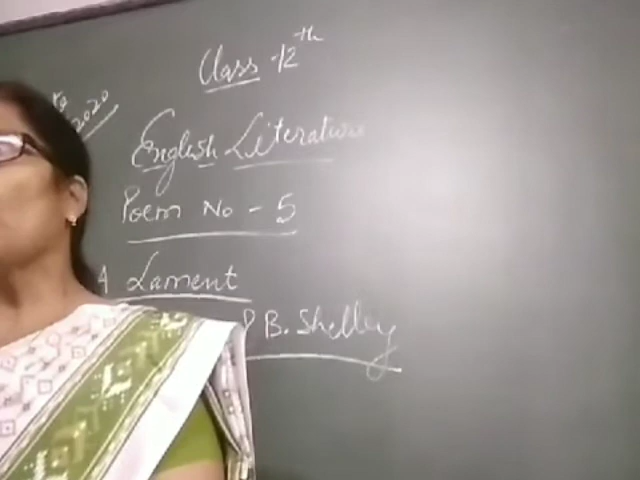 Class - 12th
2020
English Literature
Poem No - 5
A Lament
P B. Shelley